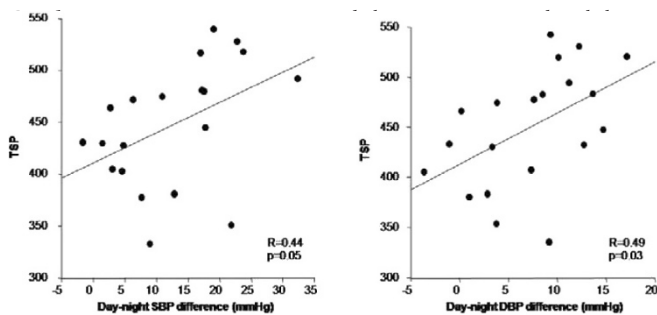 550
500
450
400
350
300
TSP
R=0.44
p=0.05
-5 0 5 10 15 20 25 30 35
Day-night SBP difference (mmHg)
550
500
450
400
350
300
TSP
R=0.49
p=0.03
-5 0 5 10 15 20
Day-night DBP difference (mmHg)